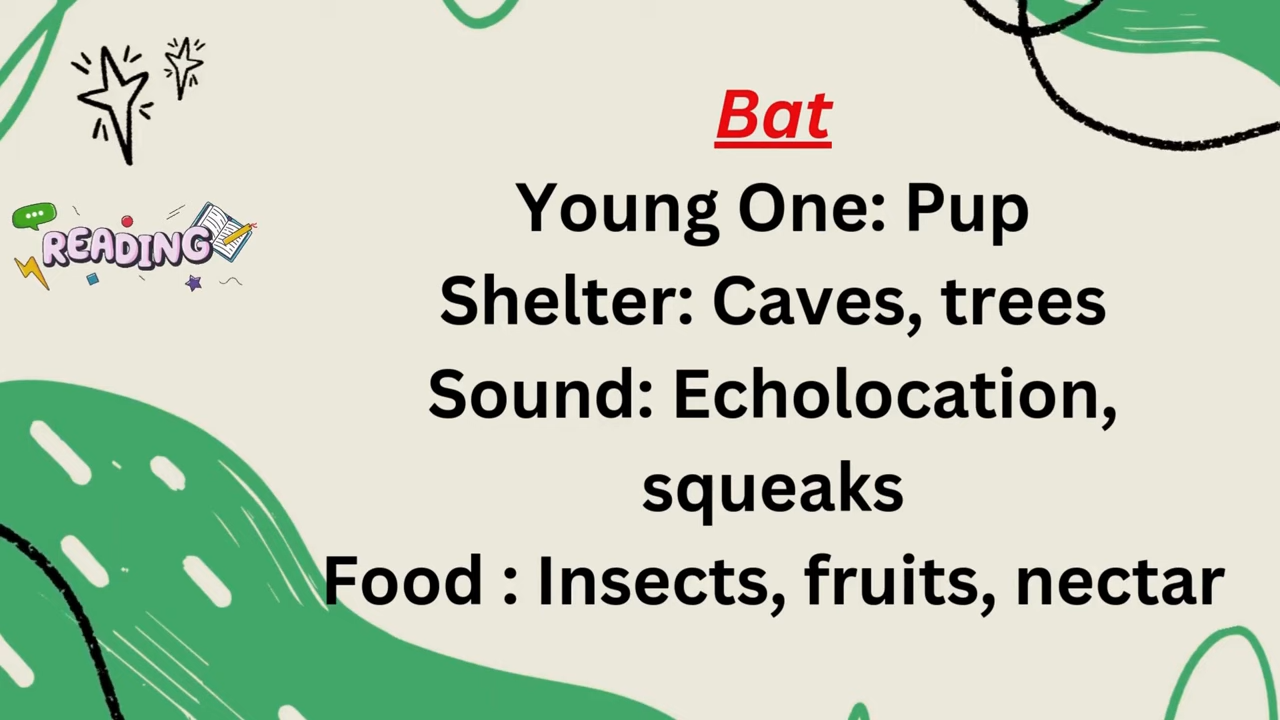 Bat
READING
Young One: Pup
Shelter: Caves, trees
Sound: Echolocation,
squeaks
Food : Insects, fruits, nectar